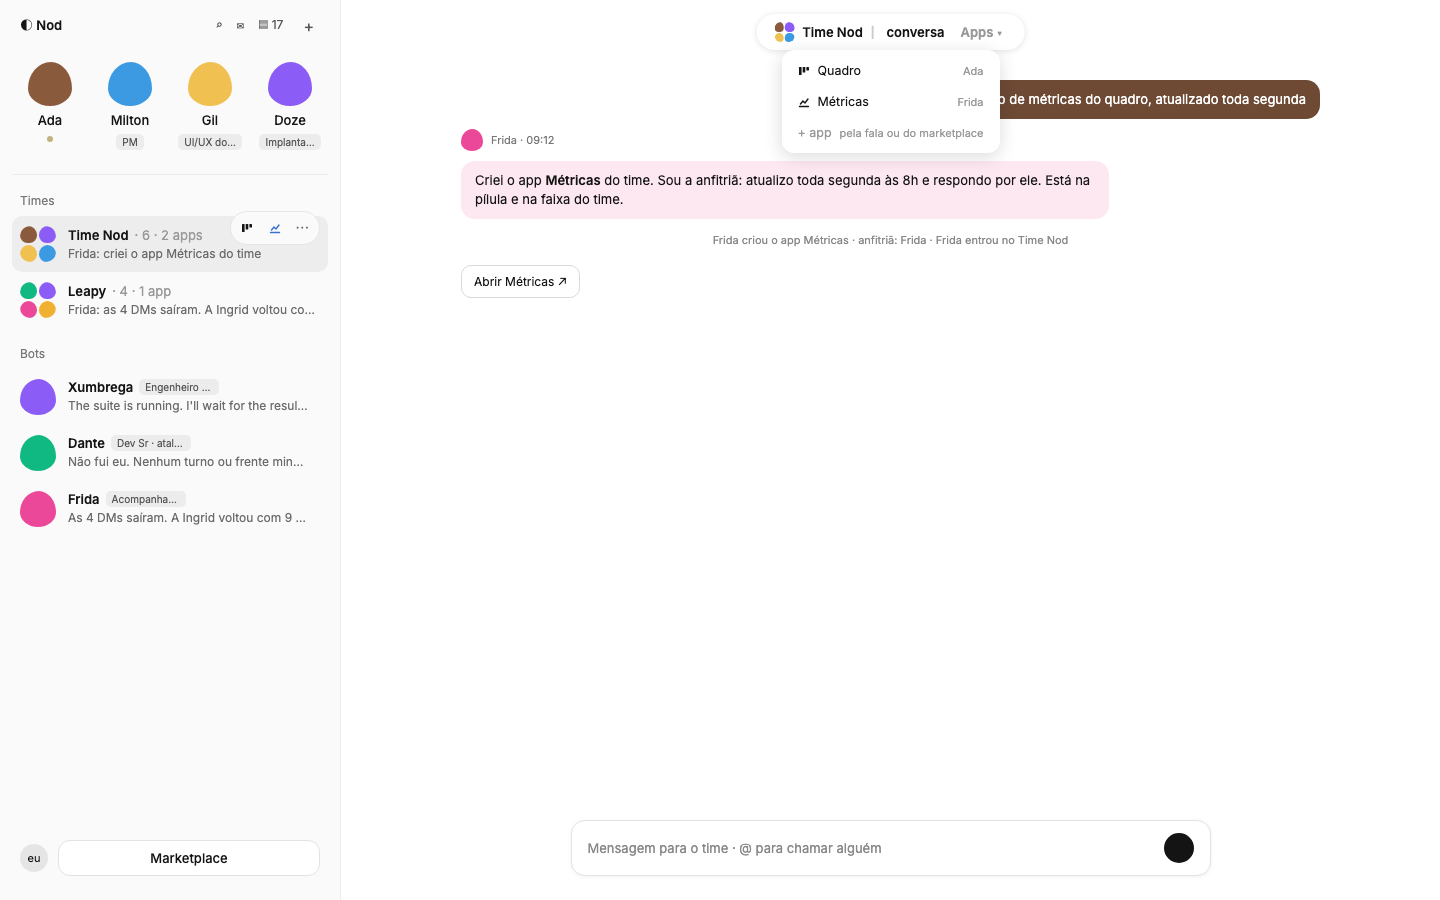 Nod
17
+
Ada
Milton
Gil
Doze
PM
UI/UX do...
Implanta...
Times
Time Nod · 6 · 2 apps
Frida: criei o app Métricas do time
Leapy · 4 · 1 app
Frida: as 4 DMs saíram. A Ingrid voltou co...
Bots
Xumbrega Engenheiro ...
The suite is running. I'll wait for the resul...
Dante Dev Sr · atal...
Não fui eu. Nenhum turno ou frente min...
Frida Acompanha...
As 4 DMs saíram. A Ingrid voltou com 9 ...
eu
Marketplace
Time Nod | conversa Apps ▾
Quadro Ada
Métricas Frida
+ app pela fala ou do marketplace
o de métricas do quadro, atualizado toda segunda
Frida · 09:12
Criei o app Métricas do time. Sou a anfitriã: atualizo toda segunda às 8h e respondo por ele. Está na
pílula e na faixa do time.
Frida criou o app Métricas · anfitriã: Frida · Frida entrou no Time Nod
Abrir Métricas ↗
Mensagem para o time · @ para chamar alguém